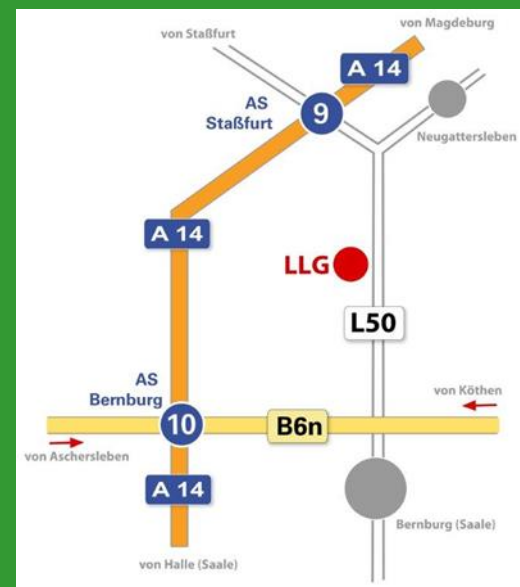 von Magdeburg
von Staßfurt
A 14
AS
Staßfurt
9
Neugattersleben
A 14
LLG
L50
AS
Bernburg
von Köthen
10
B6n
von Aschersleben
A 14
Bernburg (Saale)
von Halle (Saale)